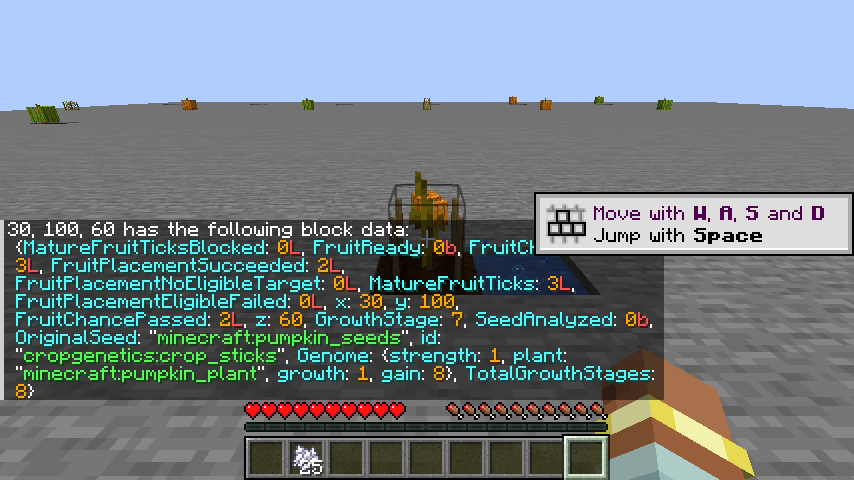 30, 100, 60 has the following block data:
{MatureFruitTicksBlocked: 0L, FruitReady: 0b,
3L, FruitPlacementSucceeded: 2L,
FruitPlacementNoEligibleTarget: 0L, MatureFruitTicks: 3L,
FruitPlacementEligibleFailed: 0L, x: 30, y: 100,
FruitChancePassed: 2L, z: 60, GrowthStage: 7, SeedAnalyzed: 0b,
OriginalSeed: "minecraft:pumpkin_seeds", id:
"cropgenetics:crop_sticks", Genome: {strength: 1, plant:
"minecraft:pumpkin_plant", growth: 1, gain: 8}, TotalGrowthStages:
8}
Move with W, A, S and D
Jump with Space
25